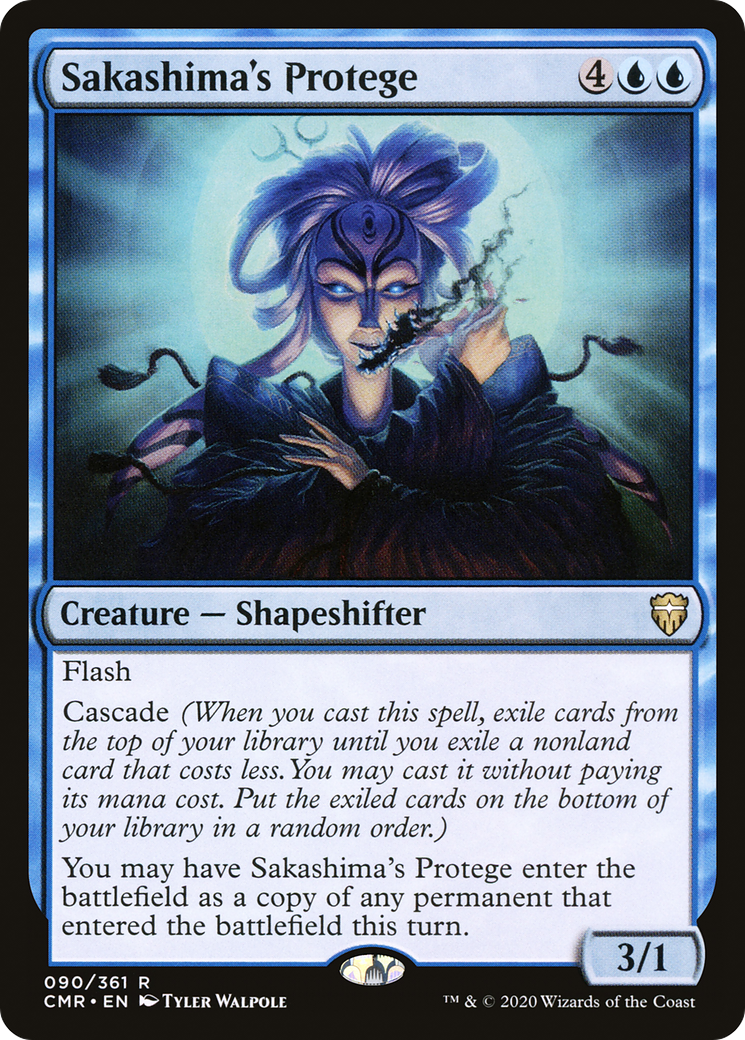 Sakashima's Protege 4
Creature — Shapeshifter
Flash
Cascade (When you cast this spell, exile cards from
the top of your library until you exile a nonland
card that costs less. You may cast it without paying
its mana cost. Put the exiled cards on the bottom of
your library in a random order.)
You may have Sakashima's Protege enter the
battlefield as a copy of any permanent that
entered the battlefield this turn.
3/1
090/361 R
CMR • EN Tyler Walpole ™ & © 2020 Wizards of the Coast